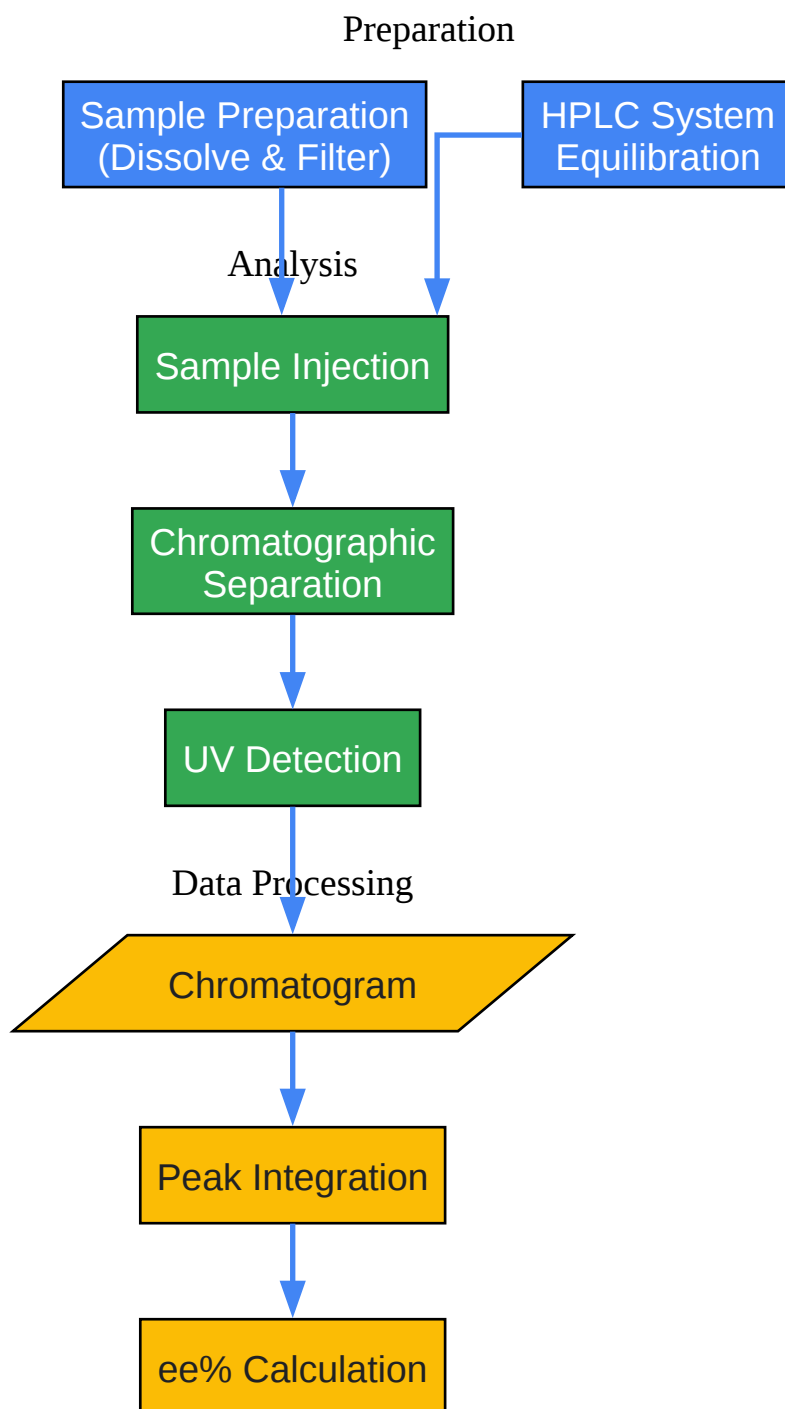 Preparation
Sample Preparation
(Dissolve & Filter)
HPLC System
Equilibration
Analysis
Sample Injection
Chromatographic
Separation
UV Detection
Data Processing
Chromatogram
Peak Integration
ee% Calculation